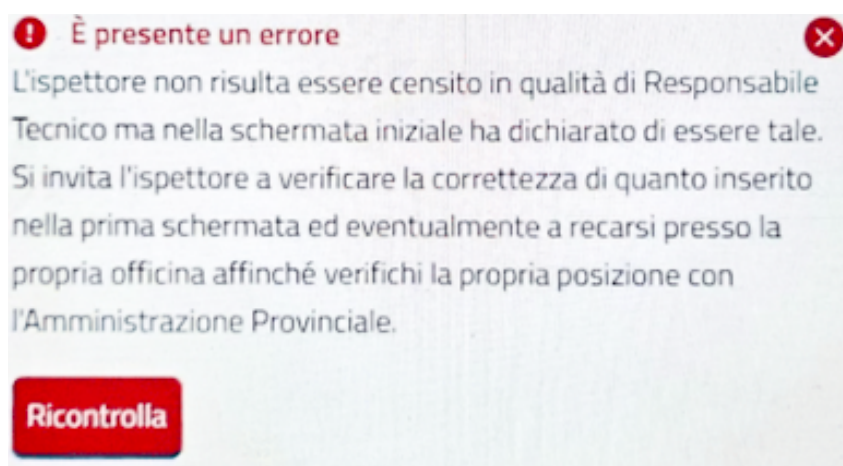 È presente un errore
L'ispettore non risulta essere censito in qualità di Responsabile
Tecnico ma nella schermata iniziale ha dichiarato di essere tale.
Si invita l'ispettore a verificare la correttezza di quanto inserito
nella prima schermata ed eventualmente a recarsi presso la
propria officina affinché verifichi la propria posizione con
l'Amministrazione Provinciale.
Ricontrolla